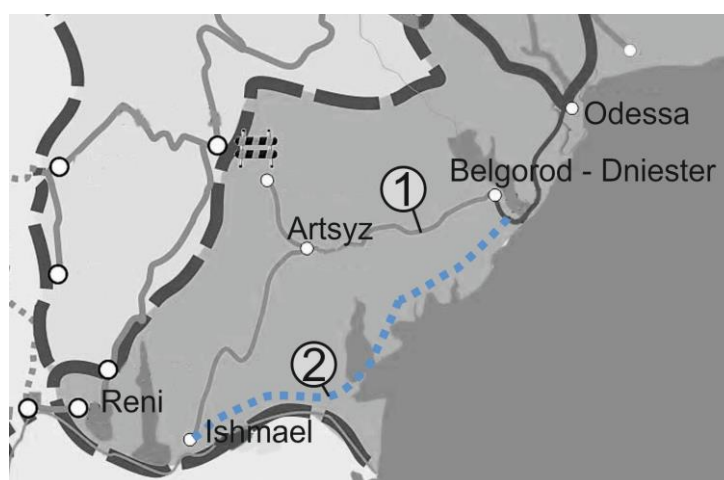 Odessa
Belgorod - Dniester
1
Artsyz
2
Reni
Ishmael